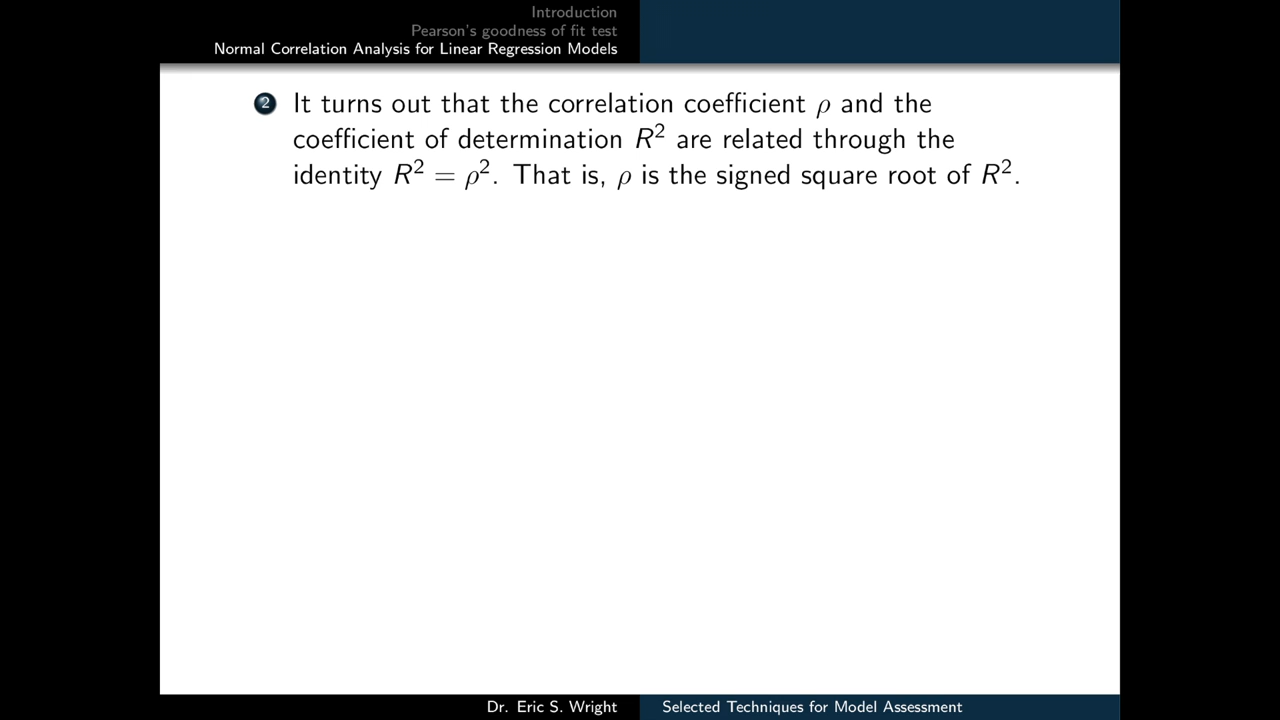 Introduction
Pearson's goodness of fit test
Normal Correlation Analysis for Linear Regression Models
2 It turns out that the correlation coefficient ρ and the
coefficient of determination R² are related through the
identity R² = ρ². That is, ρ is the signed square root of R².
Dr. Eric S. Wright
Selected Techniques for Model Assessment